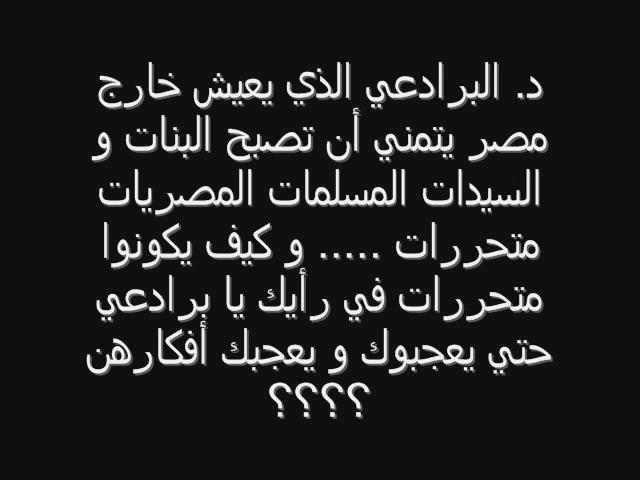 د. البرادعي الذي يعيش خارج
مصر يتمني أن تصبح البنات و
السيدات المسلمات المصريات
متحررات ..... و كيف يكونوا
متحررات في رأيك يا برادعي
حتي يعجبوك و يعجبك أفكارهن
؟؟؟؟